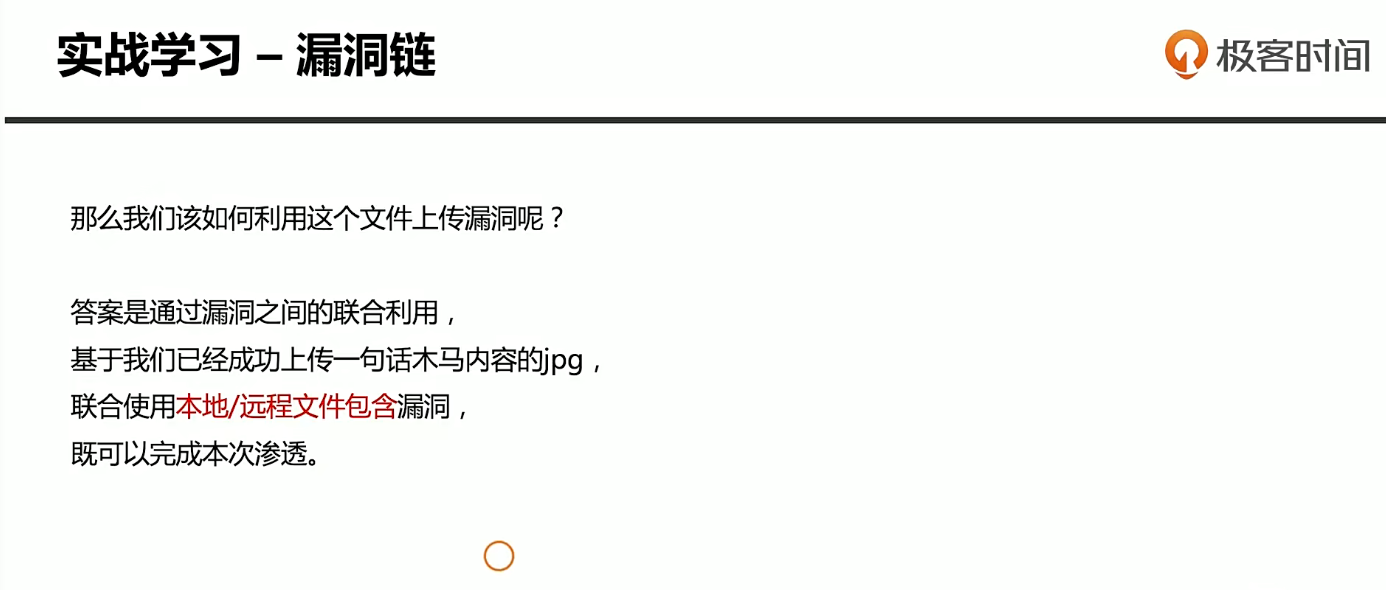 实战学习 – 漏洞链
极客时间
那么我们该如何利用这个文件上传漏洞呢？
答案是通过漏洞之间的联合利用，
基于我们已经成功上传一句话木马内容的jpg，
联合使用本地/远程文件包含漏洞，
既可以完成本次渗透。